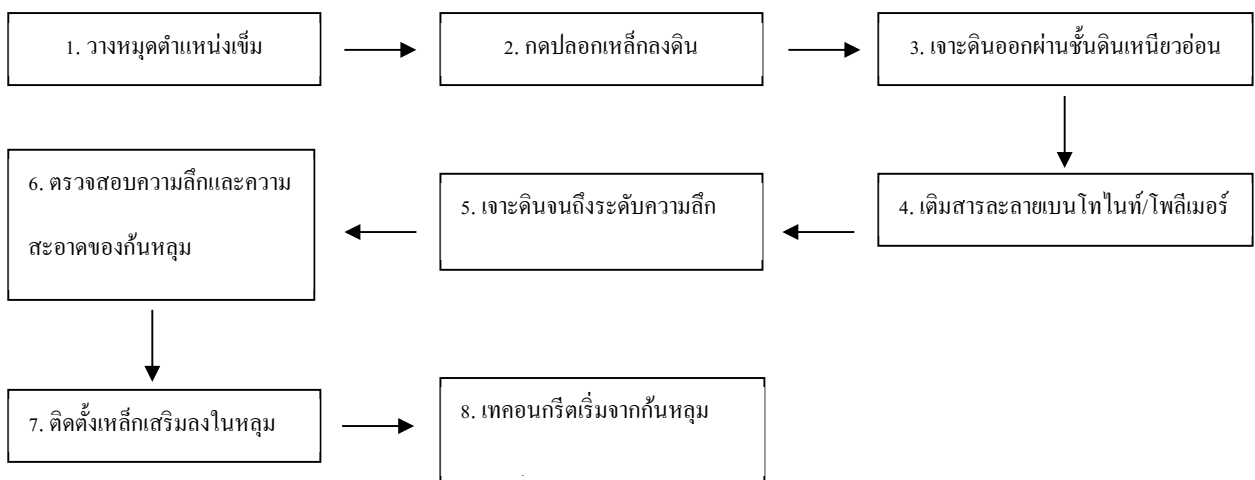 1. วางหมุดตำแหน่งเข็ม
2. กดปลอกเหล็กลงดิน
3. เจาะดินออกผ่านชั้นดินเหนียวอ่อน
4. เติมสารละลายเบนโทไนท์/โพลีเมอร์
5. เจาะดินจนถึงระดับความลึก
6. ตรวจสอบความลึกและความ
สะอาดของก้นหลุม
7. ติดตั้งเหล็กเสริมลงในหลุม
8. เทคอนกรีตเริ่มจากก้นหลุม